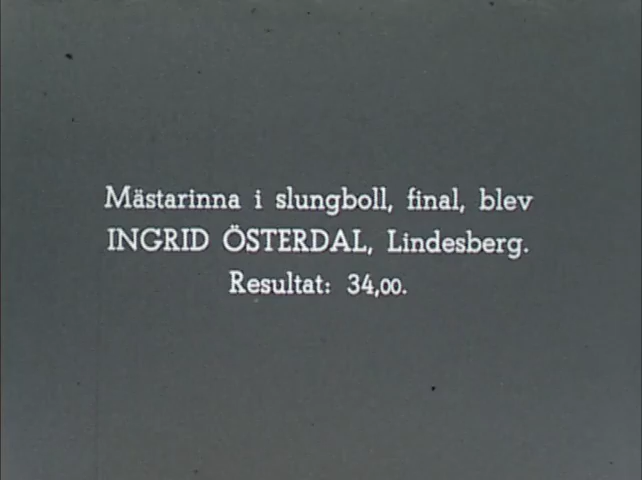 Mästarinna i slungboll, final, blev
INGRID ÖSTERDAL, Lindesberg.
Resultat: 34,00.